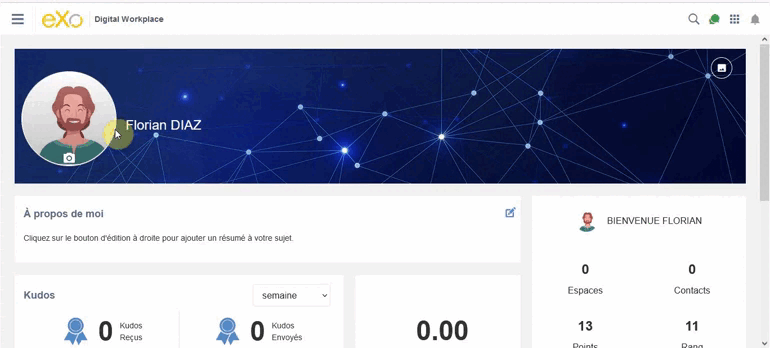 eXo Digital Workplace
Florian DIAZ
À propos de moi
Cliquez sur le bouton d'édition à droite pour ajouter un résumé à votre sujet.
BIENVENUE FLORIAN
0
Espaces
0
Contacts
13
Points
11
Rang
Kudos
semaine
0
Kudos
Reçus
0
Kudos
Envoyés
0.00